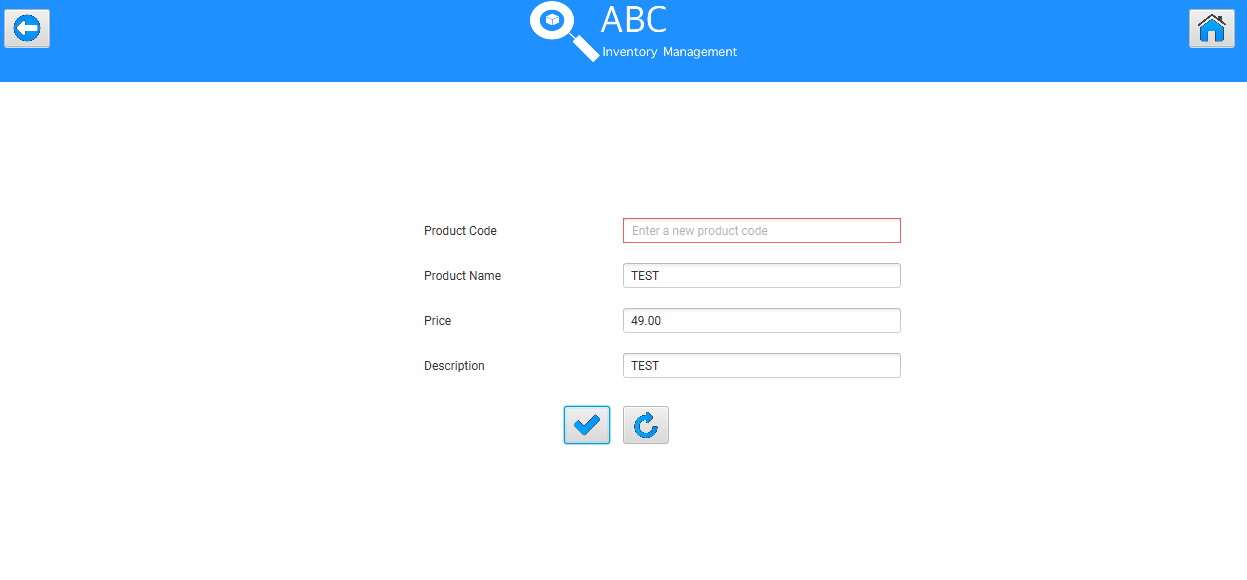 ABC
Inventory Management
Product Code Enter a new product code
Product Name TEST
Price 49.00
Description TEST